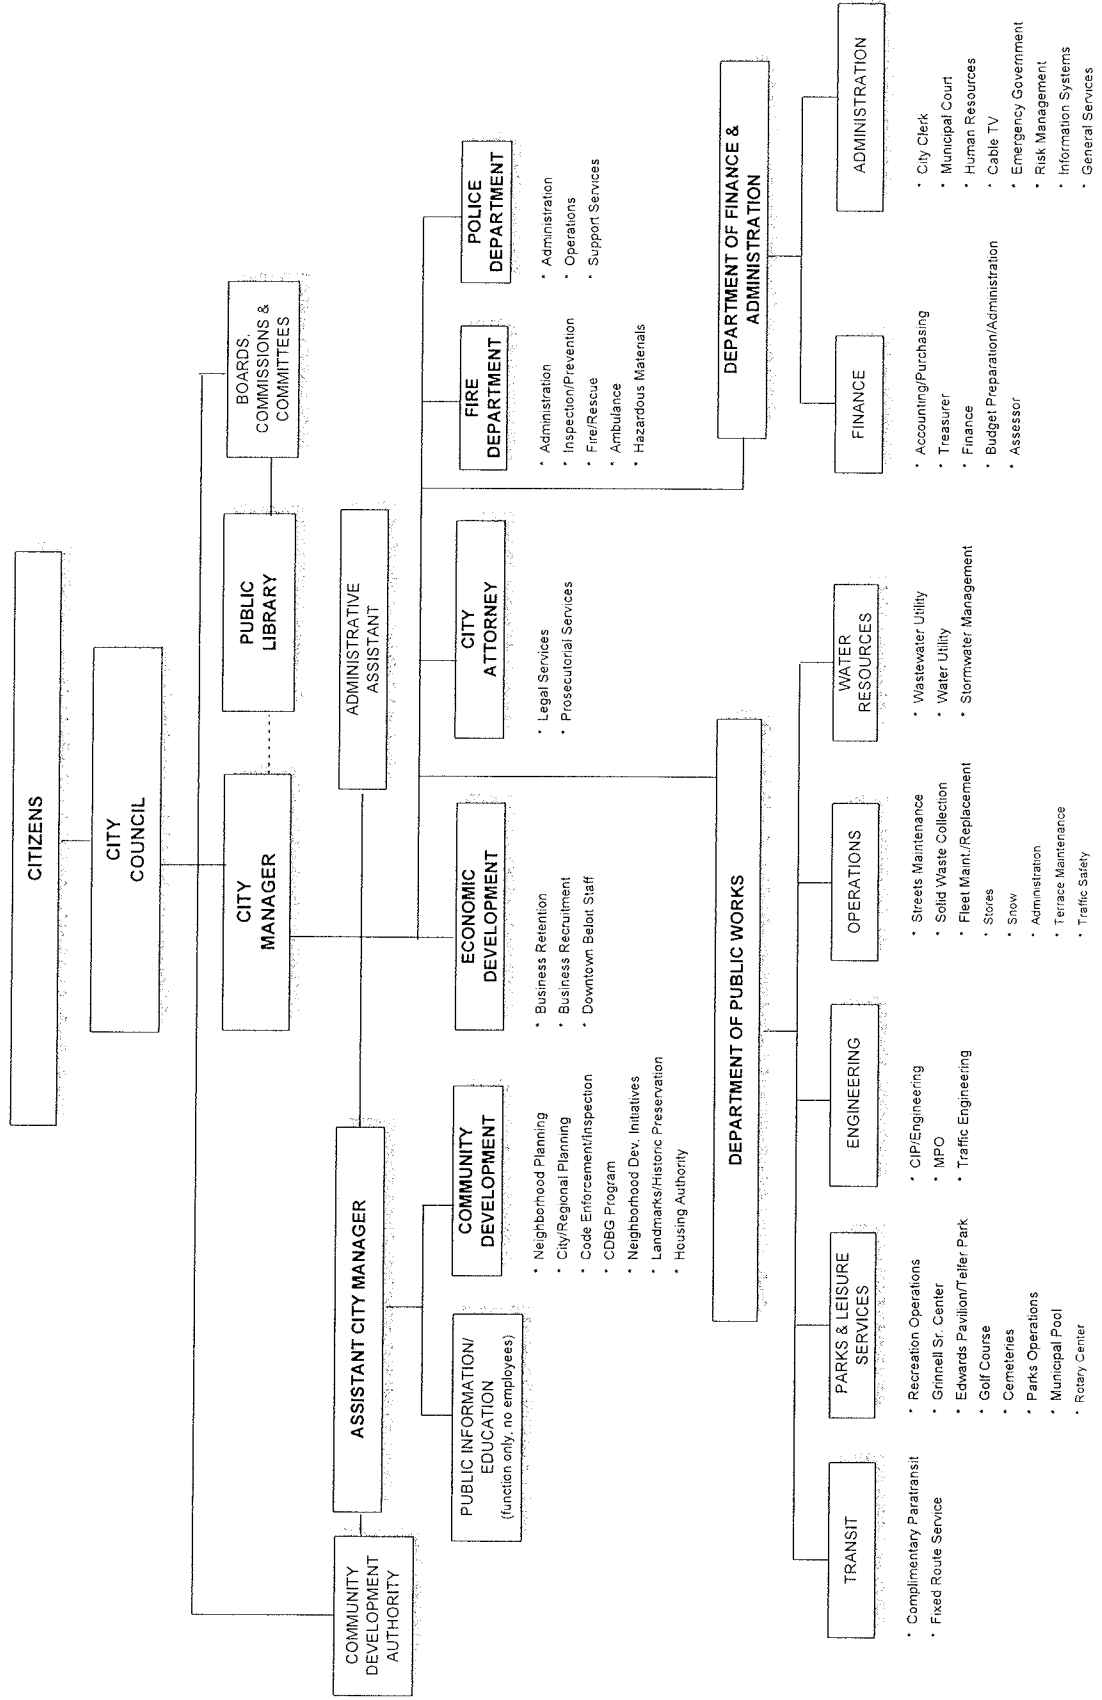 CITIZENS
CITY
COUNCIL
CITY
MANAGER
PUBLIC
LIBRARY
BOARDS,
COMMISSIONS &
COMMITTEES
COMMUNITY
DEVELOPMENT
AUTHORITY
ASSISTANT CITY MANAGER
ADMINISTRATIVE
ASSISTANT
PUBLIC INFORMATION/
EDUCATION
(function only, no employees)
COMMUNITY
DEVELOPMENT
* Neighborhood Planning
* City/Regional Planning
* Code Enforcement/Inspection
* CDBG Program
* Neighborhood Dev. Initiatives
* Landmarks/Historic Preservation
* Housing Authority
ECONOMIC
DEVELOPMENT
* Business Retention
* Business Recruitment
* Downtown Beloit Staff
CITY
ATTORNEY
* Legal Services
* Prosecutorial Services
FIRE
DEPARTMENT
* Administration
* Inspection/Prevention
* Fire/Rescue
* Ambulance
* Hazardous Materials
POLICE
DEPARTMENT
* Administration
* Operations
* Support Services
DEPARTMENT OF PUBLIC WORKS
DEPARTMENT OF FINANCE &
ADMINISTRATION
TRANSIT
* Complimentary Paratransit
* Fixed Route Service
PARKS & LEISURE
SERVICES
* Recreation Operations
* Grinnell Sr. Center
* Edwards Pavilion/Telfer Park
* Golf Course
* Cemeteries
* Parks Operations
* Municipal Pool
* Rotary Center
ENGINEERING
* CIP/Engineering
* MPO
* Traffic Engineering
OPERATIONS
* Streets Maintenance
* Solid Waste Collection
* Fleet Maint./Replacement
* Stores
* Snow
* Administration
* Terrace Maintenance
* Traffic Safety
WATER
RESOURCES
* Wastewater Utility
* Water Utility
* Stormwater Management
FINANCE
* Accounting/Purchasing
* Treasurer
* Finance
* Budget Preparation/Administration
* Assessor
ADMINISTRATION
* City Clerk
* Municipal Court
* Human Resources
* Cable TV
* Emergency Government
* Risk Management
* Information Systems
* General Services